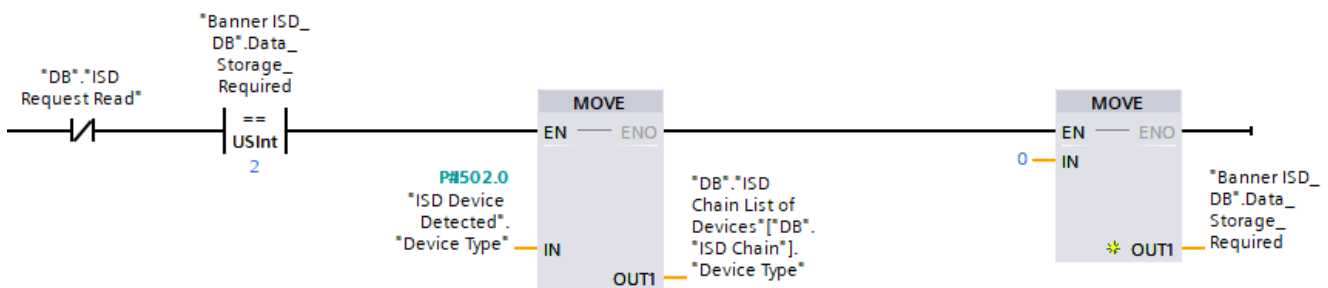 "Banner ISD_
DB".Data_
Storage_
Required
"DB"."ISD
Request Read"
==
USInt
2
MOVE
EN ENO
P#I502.0
"ISD Device
Detected".
"Device Type"
IN
OUT1
"DB"."ISD
Chain List of
Devices"["DB".
"ISD Chain"].
"Device Type"
MOVE
EN ENO
0
IN
OUT1
"Banner ISD_
DB".Data_
Storage_
Required